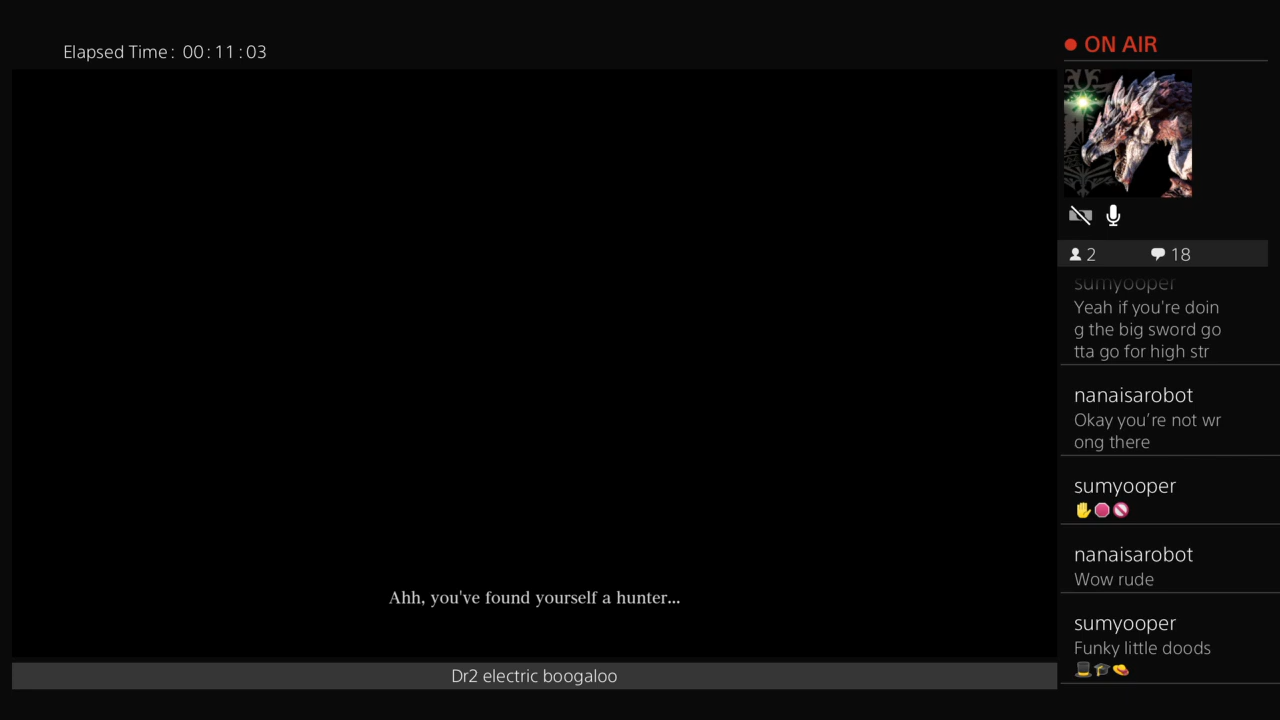 Elapsed Time: 00:11:03
ON AIR
2
18
sumyooper
Yeah if you're doin
g the big sword go
tta go for high str
nanaisarobot
Okay you're not wr
ong there
sumyooper
✋🛑🚫
nanaisarobot
Wow rude
sumyooper
Funky little doods
🎩🎓👒
Ahh, you've found yourself a hunter...
Dr2 electric boogaloo